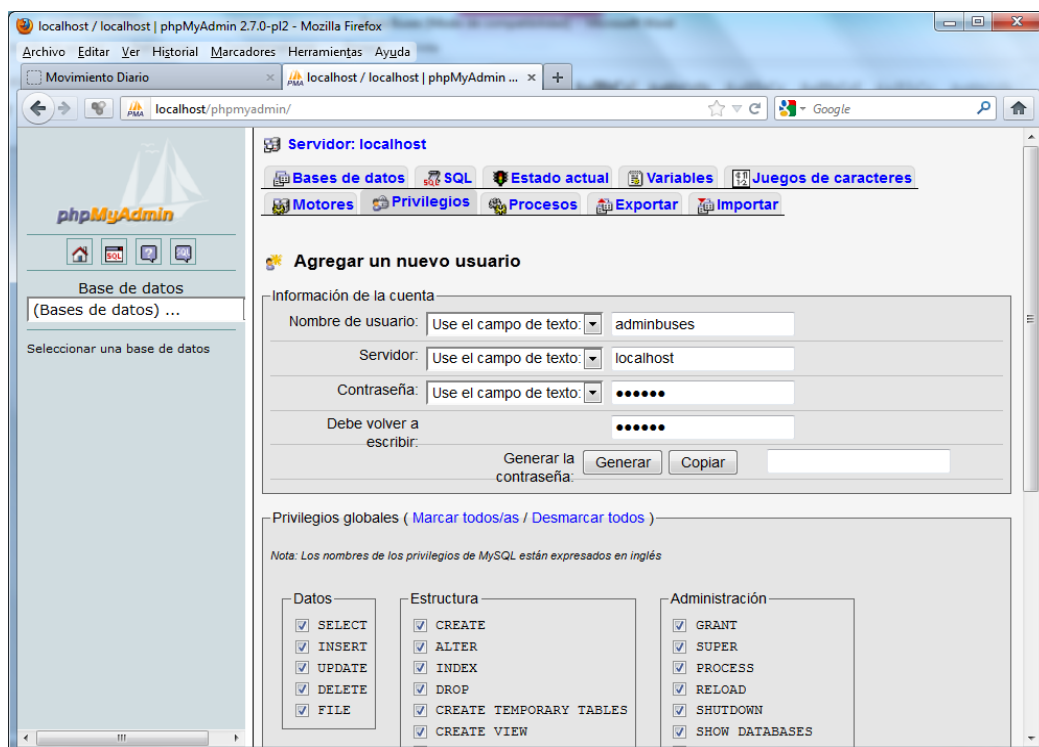 localhost / localhost | phpMyAdmin 2.7.0-pl2 - Mozilla Firefox
Archivo Editar Ver Historial Marcadores Herramientas Ayuda
Movimiento Diario
localhost / localhost | phpMyAdmin ...
PMA localhost/phpmyadmin/
Google
phpMyAdmin
SQL
Base de datos
(Bases de datos) ...
Seleccionar una base de datos
Servidor: localhost
Bases de datos SQL Estado actual Variables Juegos de caracteres
Motores Privilegios Procesos Exportar Importar
Agregar un nuevo usuario
Información de la cuenta
Nombre de usuario: Use el campo de texto: adminbuses
Servidor: Use el campo de texto: localhost
Contraseña: Use el campo de texto: ●●●●●●
Debe volver a
escribir: ●●●●●●
Generar la
contraseña: Generar Copiar
Privilegios globales ( Marcar todos/as / Desmarcar todos )
Nota: Los nombres de los privilegios de MySQL están expresados en inglés
Datos
SELECT
INSERT
UPDATE
DELETE
FILE
Estructura
CREATE
ALTER
INDEX
DROP
CREATE TEMPORARY TABLES
CREATE VIEW
Administración
GRANT
SUPER
PROCESS
RELOAD
SHUTDOWN
SHOW DATABASES